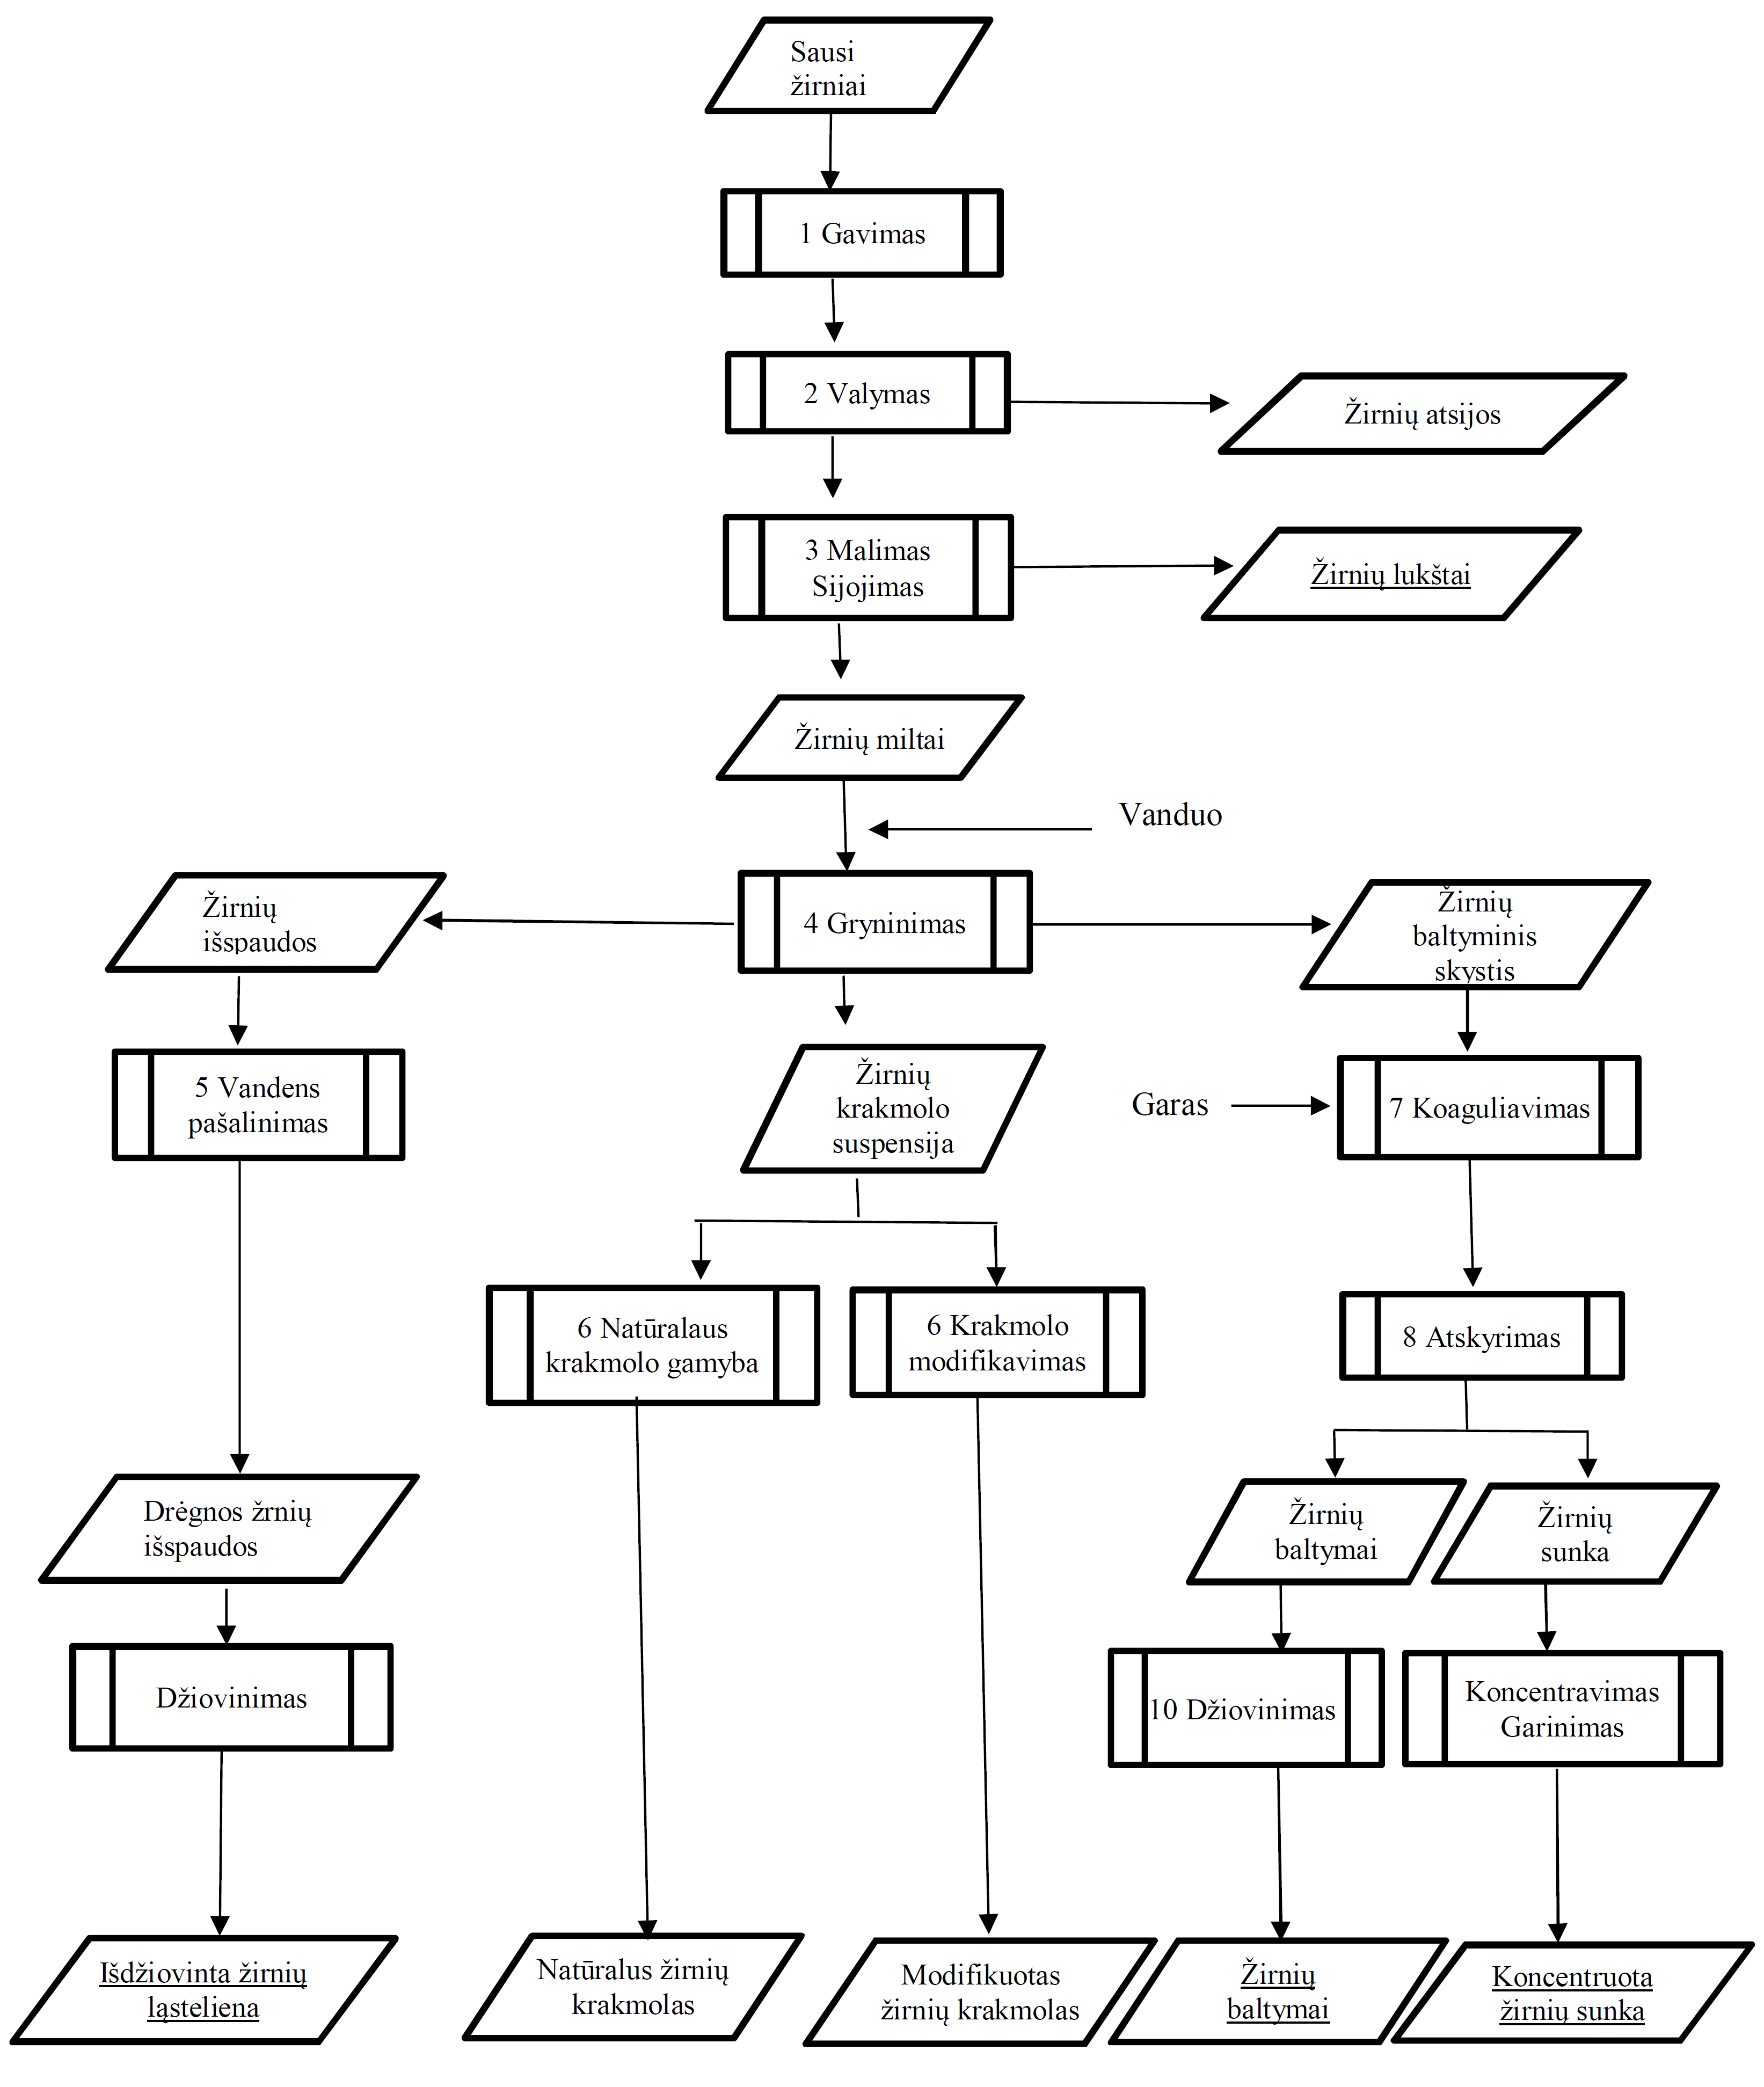 Sausi
žirniai
1 Gavimas
2 Valymas
Žirnių atsijos
3 Malimas
Sijojimas
Žirnių lukštai
Žirnių miltai
Vanduo
Žirnių
išspaudos
4 Gryninimas
Žirnių
baltyminis
skystis
5 Vandens
pašalinimas
Žirnių
krakmolo
suspensija
Garas
7 Koaguliavimas
6 Natūralaus
krakmolo gamyba
6 Krakmolo
modifikavimas
8 Atskyrimas
Drėgnos žrnių
išspaudos
Žirnių
baltymai
Žirnių
sunka
Džiovinimas
10 Džiovinimas
Koncentravimas
Garinimas
Išdžiovinta žirnių
ląsteliena
Natūralus žirnių
krakmolas
Modifikuotas
žirnių krakmolas
Žirnių
baltymai
Koncentruota
žirnių sunka